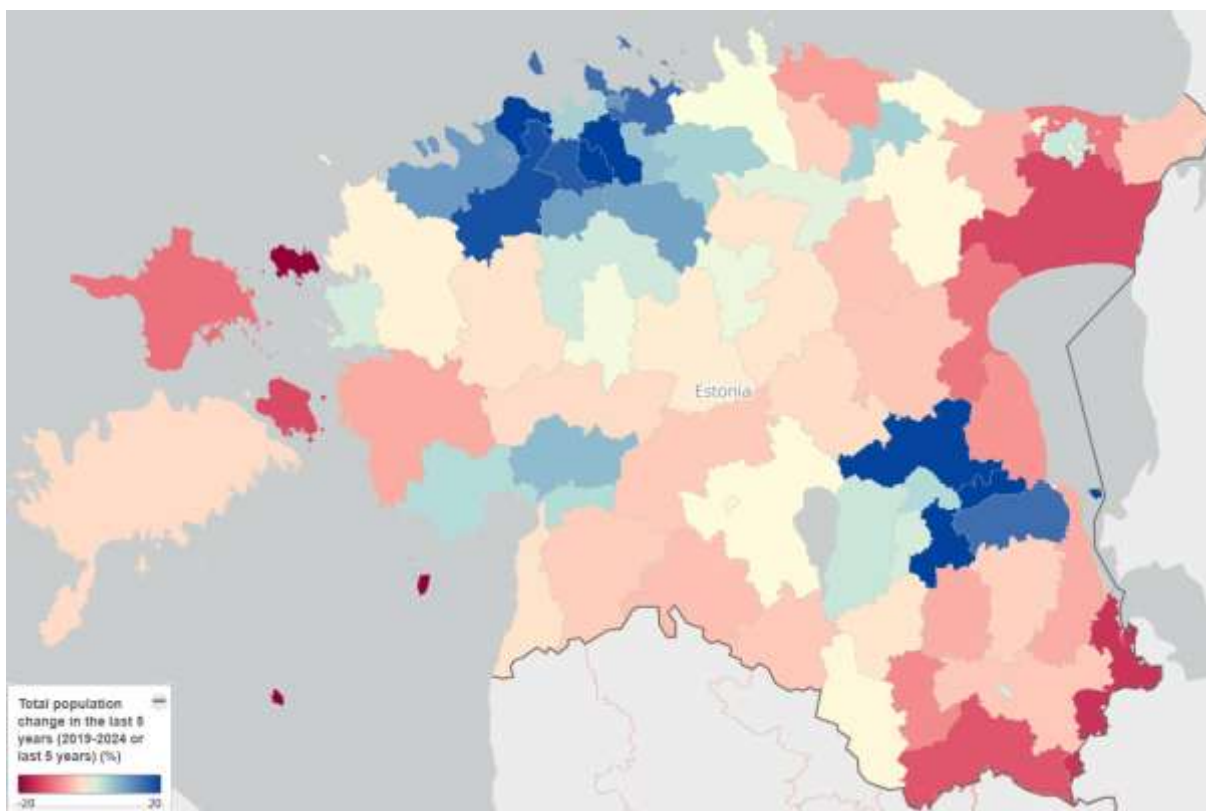 Estonia
Total population
change in the last 5
years (2019-2024 or
last 5 years) (%)
-20 20